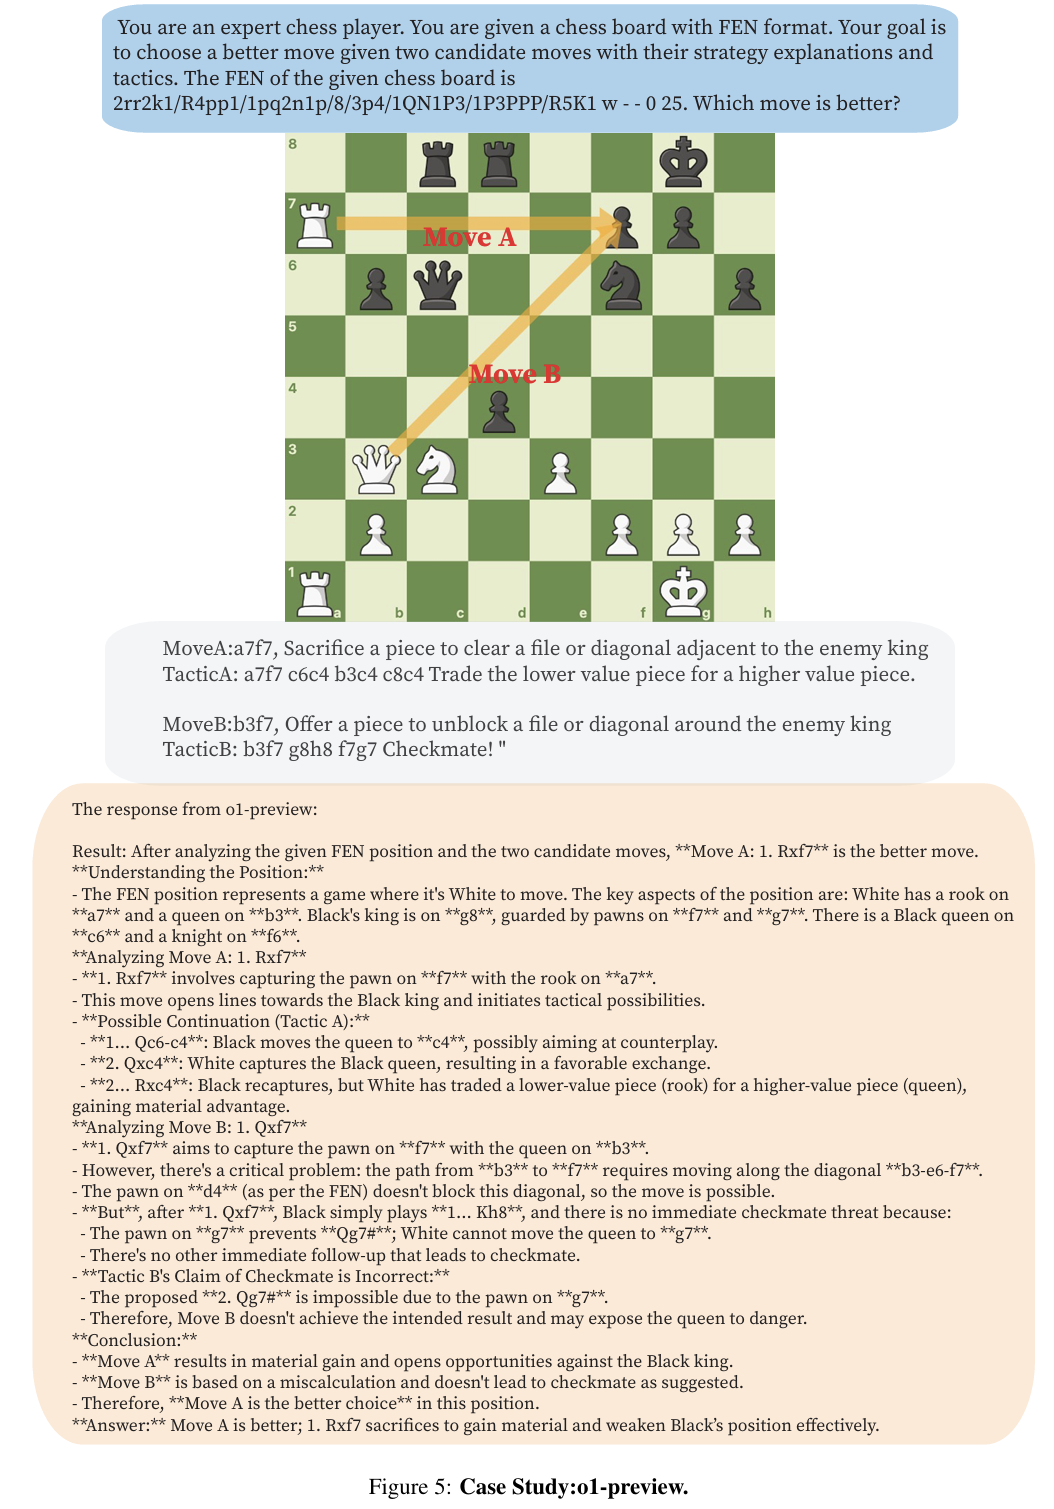 You are an expert chess player. You are given a chess board with FEN format. Your goal is
to choose a better move given two candidate moves with their strategy explanations and
tactics. The FEN of the given chess board is
2rr2k1/R4pp1/1pq2n1p/8/3p4/1QN1P3/1P3PPP/R5K1 w - - 0 25. Which move is better?
8
7
Move A
6
5
Move B
4
3
2
1
a b c d e f g h
MoveA:a7f7, Sacrifice a piece to clear a file or diagonal adjacent to the enemy king
TacticA: a7f7 c6c4 b3c4 c8c4 Trade the lower value piece for a higher value piece.
MoveB:b3f7, Offer a piece to unblock a file or diagonal around the enemy king
TacticB: b3f7 g8h8 f7g7 Checkmate! "
The response from o1-preview:
Result: After analyzing the given FEN position and the two candidate moves, **Move A: 1. Rxf7** is the better move.
**Understanding the Position:**
- The FEN position represents a game where it's White to move. The key aspects of the position are: White has a rook on
**a7** and a queen on **b3**. Black's king is on **g8**, guarded by pawns on **f7** and **g7**. There is a Black queen on
**c6** and a knight on **f6**.
**Analyzing Move A: 1. Rxf7**
- **1. Rxf7** involves capturing the pawn on **f7** with the rook on **a7**.
- This move opens lines towards the Black king and initiates tactical possibilities.
- **Possible Continuation (Tactic A):**
- **1... Qc6-c4**: Black moves the queen to **c4**, possibly aiming at counterplay.
- **2. Qxc4**: White captures the Black queen, resulting in a favorable exchange.
- **2... Rxc4**: Black recaptures, but White has traded a lower-value piece (rook) for a higher-value piece (queen),
gaining material advantage.
**Analyzing Move B: 1. Qxf7**
- **1. Qxf7** aims to capture the pawn on **f7** with the queen on **b3**.
- However, there's a critical problem: the path from **b3** to **f7** requires moving along the diagonal **b3-e6-f7**.
- The pawn on **d4** (as per the FEN) doesn't block this diagonal, so the move is possible.
- **But**, after **1. Qxf7**, Black simply plays **1... Kh8**, and there is no immediate checkmate threat because:
- The pawn on **g7** prevents **Qg7#**; White cannot move the queen to **g7**.
- There's no other immediate follow-up that leads to checkmate.
- **Tactic B's Claim of Checkmate is Incorrect:**
- The proposed **2. Qg7#** is impossible due to the pawn on **g7**.
- Therefore, Move B doesn't achieve the intended result and may expose the queen to danger.
**Conclusion:**
- **Move A** results in material gain and opens opportunities against the Black king.
- **Move B** is based on a miscalculation and doesn't lead to checkmate as suggested.
- Therefore, **Move A is the better choice** in this position.
**Answer:** Move A is better; 1. Rxf7 sacrifices to gain material and weaken Black's position effectively.
Figure 5: Case Study:o1-preview.